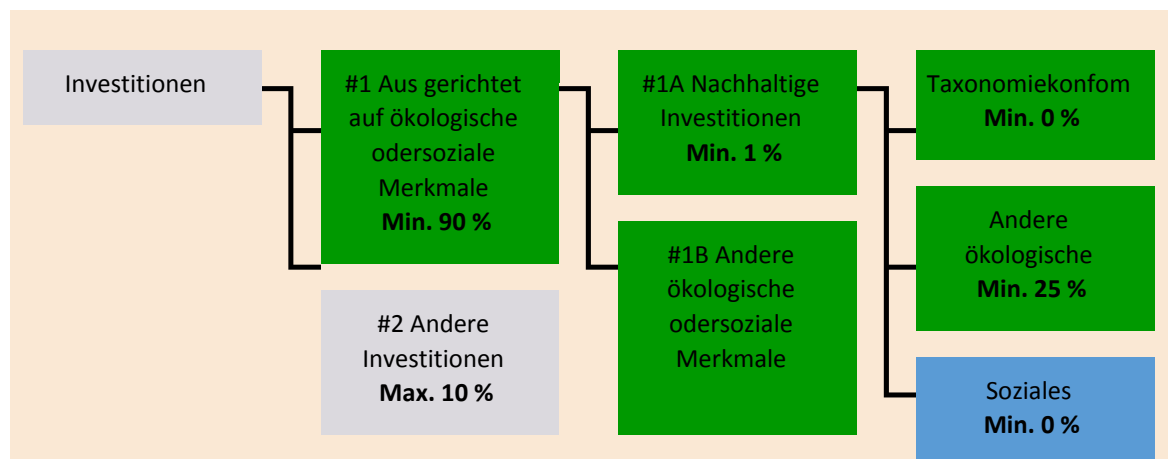 Investitionen
#1 Aus gerichtet
auf ökologische
odersoziale
Merkmale
Min. 90 %
#2 Andere
Investitionen
Max. 10 %
#1A Nachhaltige
Investitionen
Min. 1 %
#1B Andere
ökologische
odersoziale
Merkmale
Taxonomiekonfom
Min. 0 %
Andere
ökologische
Min. 25 %
Soziales
Min. 0 %